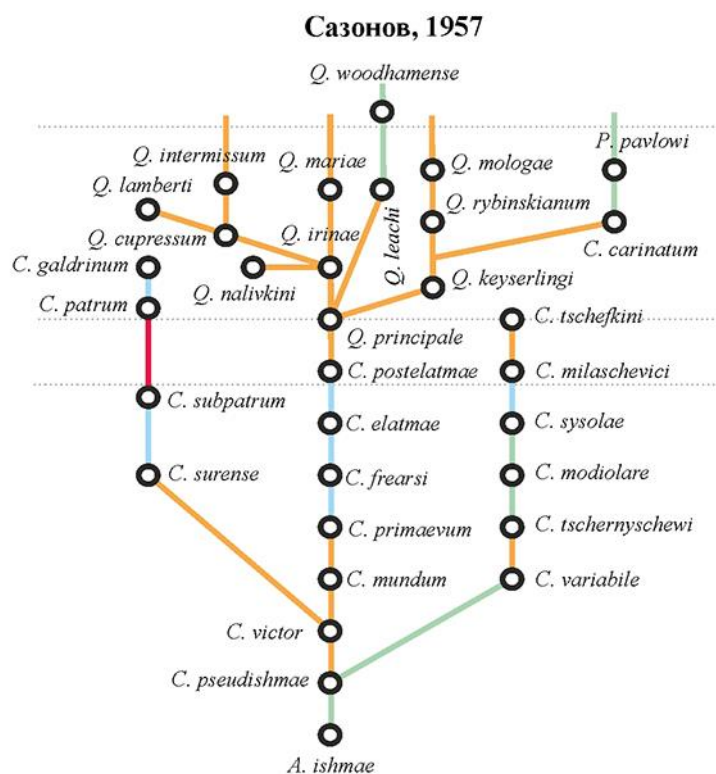 Сазонов, 1957
Q. woodhamense
Q. intermissum
Q. mariae
Q. mologae
P. pavlowi
Q. lamberti
Q. rybinskianum
Q. cupressum
Q. irinae
Q. leachi
C. carinatum
C. galdrinum
Q. nalivkini
Q. keyserlingi
C. patrum
C. tschefkini
Q. principale
C. postelatmae
C. milaschevici
C. subpatrum
C. elatmae
C. sysolae
C. surense
C. frearsi
C. modiolare
C. primaevum
C. tschernyschewi
C. mundum
C. variabile
C. victor
C. pseudishmae
A. ishmae